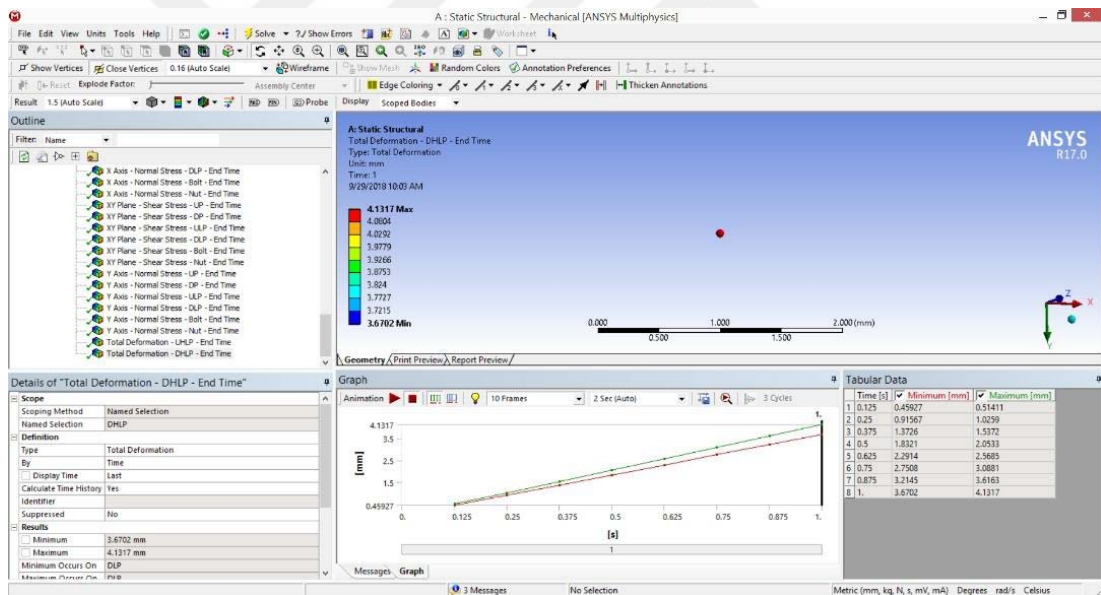 A : Static Structural - Mechanical [ANSYS Multiphysics]
File Edit View Units Tools Help Solve ?/ Show Errors Worksheet
Show Vertices Close Vertices 0.16 (Auto Scale) Wireframe Show Mesh Random Colors Annotation Preferences
Reset Explode Factor: Assembly Center Edge Coloring Thicken Annotations
Result 1.5 (Auto Scale) Probe Display Scoped Bodies
Outline
Filter: Name
X Axis - Normal Stress - DLP - End Time
X Axis - Normal Stress - Bolt - End Time
X Axis - Normal Stress - Nut - End Time
XY Plane - Shear Stress - UP - End Time
XY Plane - Shear Stress - DP - End Time
XY Plane - Shear Stress - ULP - End Time
XY Plane - Shear Stress - DLP - End Time
XY Plane - Shear Stress - Bolt - End Time
XY Plane - Shear Stress - Nut - End Time
Y Axis - Normal Stress - UP - End Time
Y Axis - Normal Stress - DP - End Time
Y Axis - Normal Stress - ULP - End Time
Y Axis - Normal Stress - DLP - End Time
Y Axis - Normal Stress - Bolt - End Time
Y Axis - Normal Stress - Nut - End Time
Total Deformation - UHLP - End Time
Total Deformation - DHLP - End Time
A: Static Structural
Total Deformation - DHLP - End Time
Type: Total Deformation
Unit: mm
Time: 1
9/29/2018 10:03 AM
4.1317 Max
4.0804
4.0292
3.9779
3.9266
3.8753
3.824
3.7727
3.7215
3.6702 Min
ANSYS
R17.0
0.000 1.000 2.000 (mm)
0.500 1.500
Z
X
Y
Geometry Print Preview Report Preview
Details of "Total Deformation - DHLP - End Time"
Scope
Scoping Method Named Selection
Named Selection DHLP
Definition
Type Total Deformation
By Time
Display Time Last
Calculate Time History Yes
Identifier
Suppressed No
Results
Minimum 3.6702 mm
Maximum 4.1317 mm
Minimum Occurs On DLP
Maximum Occurs On DLP
Graph
Animation 10 Frames 2 Sec (Auto) 3 Cycles
1.
4.1317
3.5
2.5
1.5
0.45927
[mm]
0. 0.125 0.25 0.375 0.5 0.625 0.75 0.875 1.
[s]
1
Messages Graph
Tabular Data
Time [s] Minimum [mm] Maximum [mm]
1 0.125 0.45927 0.51411
2 0.25 0.91567 1.0259
3 0.375 1.3726 1.5372
4 0.5 1.8321 2.0533
5 0.625 2.2914 2.5685
6 0.75 2.7508 3.0881
7 0.875 3.2145 3.6163
8 1. 3.6702 4.1317
3 Messages No Selection Metric (mm, kg, N, s, mV, mA) Degrees rad/s Celsius